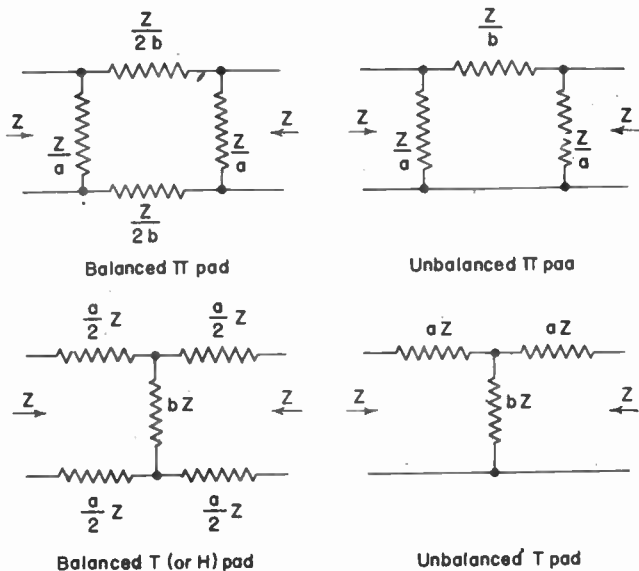 Z/2b
Z/b
Z
Z/a
Z/a
Z
Z
Z/a
Z/a
Z
Z/2b
Balanced π pad
Unbalanced π paa
a/2 Z
a/2 Z
aZ
aZ
Z
bZ
Z
Z
bZ
Z
a/2 Z
a/2 Z
Balanced T (or H) pad
Unbalanced T pad